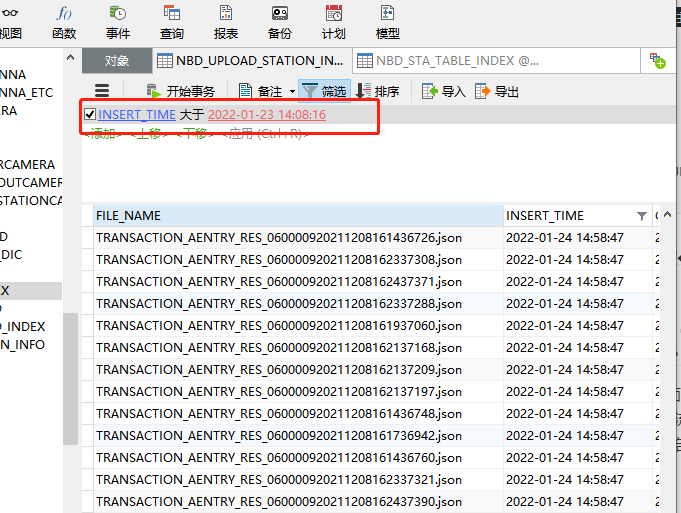 视图 函数 事件 查询 报表 备份 计划 模型
对象 NBD_UPLOAD_STATION_IN... NBD_STA_TABLE_INDEX @...
开始事务 备注 筛选 排序 导入 导出
INSERT_TIME 大于 2022-01-23 14:08:16
<添加> <上移> <下移> <应用 (Ctrl+R)>
NNA
NNA_ETC
RA
RCAMERA
OUTCAMER
STATIONCA
D
_DIC
EX
D
O_INDEX
N_INFO
FILE_NAME INSERT_TIME
TRANSACTION_AENTRY_RES_060000920211208161436726.json 2022-01-24 14:58:47
TRANSACTION_AENTRY_RES_060000920211208162337308.json 2022-01-24 14:58:47
TRANSACTION_AENTRY_RES_060000920211208162437371.json 2022-01-24 14:58:47
TRANSACTION_AENTRY_RES_060000920211208162337288.json 2022-01-24 14:58:47
TRANSACTION_AENTRY_RES_060000920211208161937060.json 2022-01-24 14:58:47
TRANSACTION_AENTRY_RES_060000920211208162137168.json 2022-01-24 14:58:47
TRANSACTION_AENTRY_RES_060000920211208162137209.json 2022-01-24 14:58:47
TRANSACTION_AENTRY_RES_060000920211208162137197.json 2022-01-24 14:58:47
TRANSACTION_AENTRY_RES_060000920211208161436748.json 2022-01-24 14:58:47
TRANSACTION_AENTRY_RES_060000920211208161736942.json 2022-01-24 14:58:47
TRANSACTION_AENTRY_RES_060000920211208161436760.json 2022-01-24 14:58:47
TRANSACTION_AENTRY_RES_060000920211208162337321.json 2022-01-24 14:58:47
TRANSACTION_AENTRY_RES_060000920211208162437390.json 2022-01-24 14:58:47